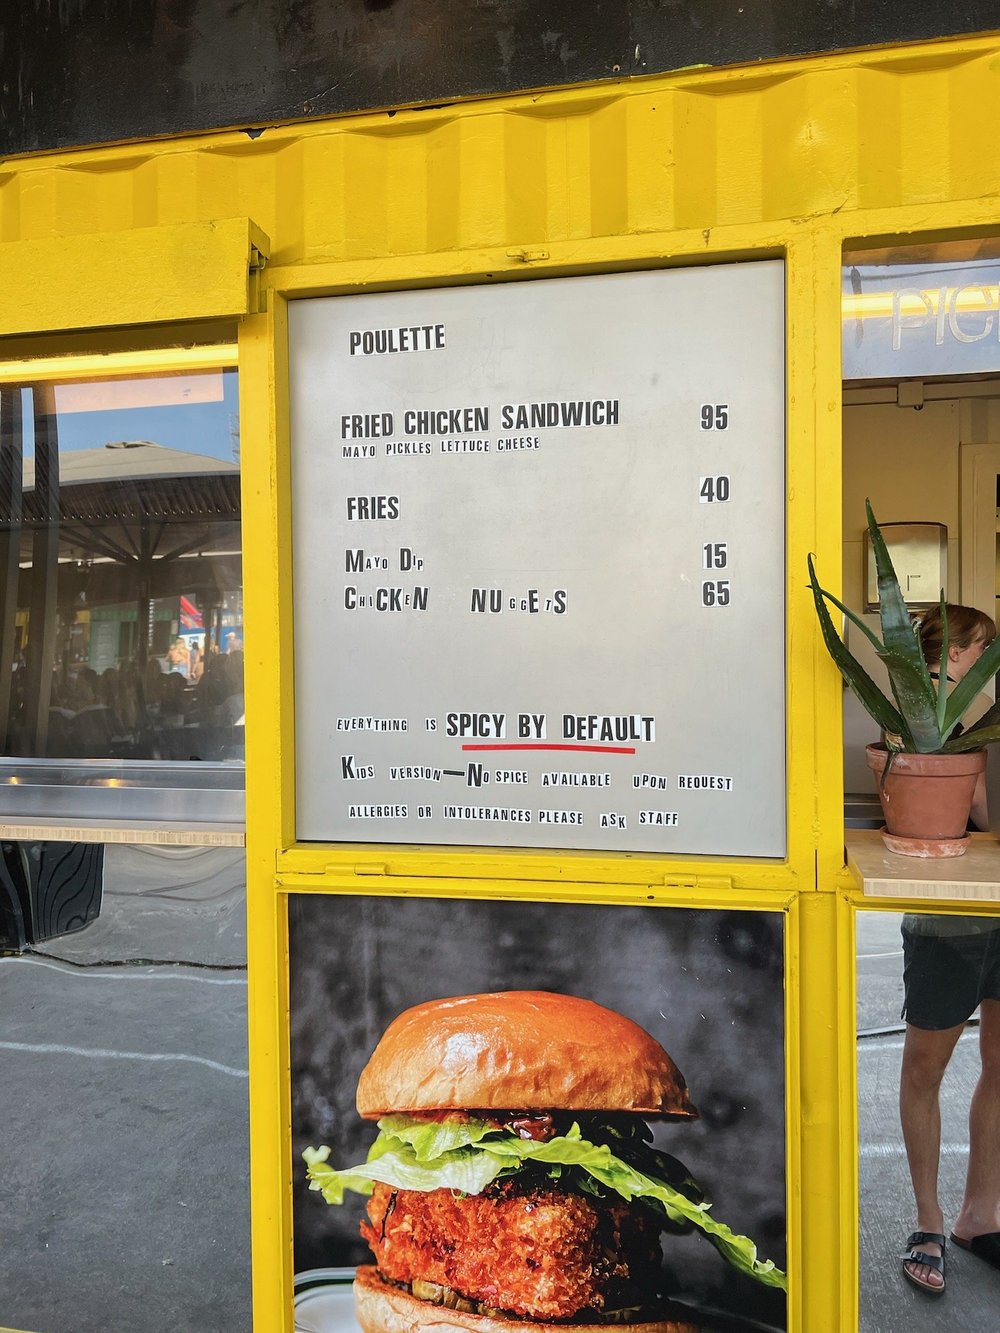 POULETTE
FRIED CHICKEN SANDWICH 95
MAYO PICKLES LETTUCE CHEESE
FRIES 40
MAYO DIP 15
CHiCKeN NUGGETS 65
EVERYTHING IS SPICY BY DEFAULT
KIDS VERSION—NO SPICE AVAILABLE UPON REQUEST
ALLERGIES OR INTOLERANCES PLEASE ASK STAFF